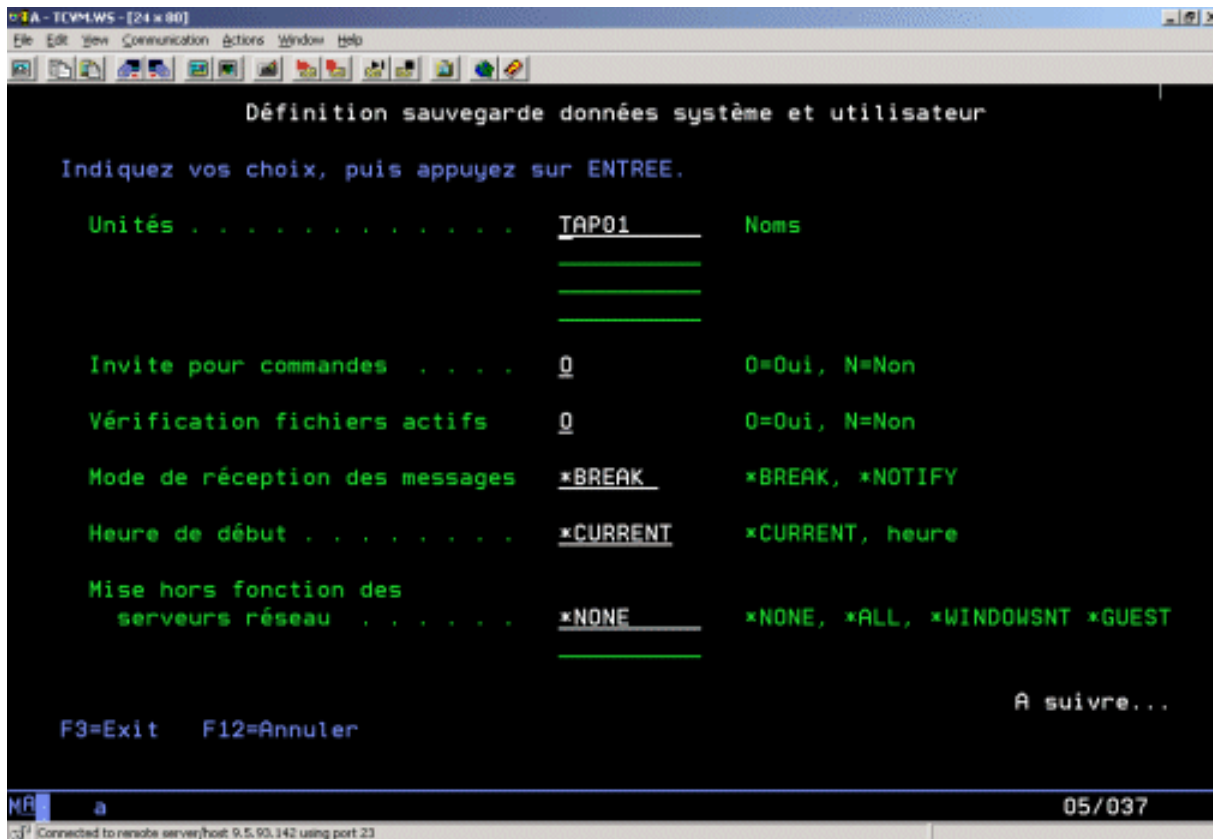 A - TCVM.WS - [24 x 80]
File Edit View Communication Actions Window Help
Définition sauvegarde données système et utilisateur
Indiquez vos choix, puis appuyez sur ENTREE.
Unités . . . . . . . . . . . . . TAP01 Noms
Invite pour commandes . . . . O O=Oui, N=Non
Vérification fichiers actifs O O=Oui, N=Non
Mode de réception des messages *BREAK *BREAK, *NOTIFY
Heure de début . . . . . . . . *CURRENT *CURRENT, heure
Mise hors fonction des
serveurs réseau . . . . . . *NONE *NONE, *ALL, *WINDOWSNT *GUEST
A suivre...
F3=Exit F12=Annuler
MA a 05/037
Connected to remote server/host 9.5.93.142 using port 23